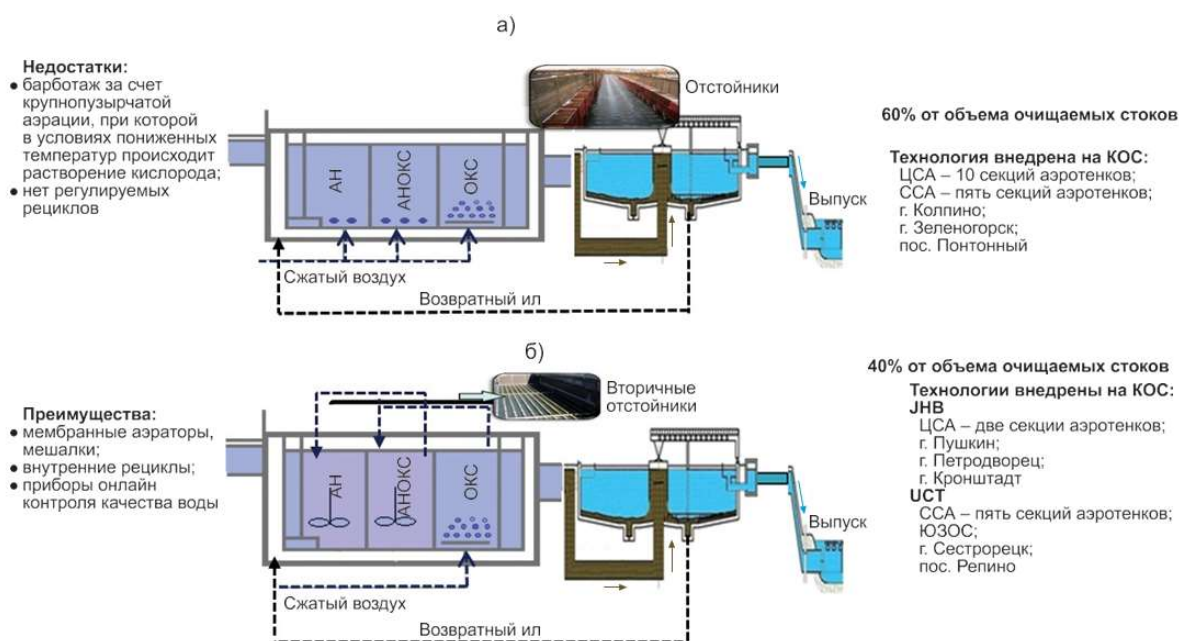 а)
Недостатки:
● барботаж за счет
крупнопузырчатой
аэрации, при которой
в условиях пониженных
температур происходит
растворение кислорода;
● нет регулируемых
рециклов
АН
АНОКС
ОКС
Сжатый воздух
Возвратный ил
Отстойники
Выпуск
60% от объема очищаемых стоков
Технология внедрена на КОС:
ЦСА – 10 секций аэротенков;
ССА – пять секций аэротенков;
г. Колпино;
г. Зеленогорск;
пос. Понтонный
б)
Преимущества:
● мембранные аэраторы,
мешалки;
● внутренние рециклы;
● приборы онлайн
контроля качества воды
АН
АНОКС
ОКС
Сжатый воздух
Возвратный ил
Вторичные
отстойники
Выпуск
40% от объема очищаемых стоков
Технологии внедрены на КОС:
JHB
ЦСА – две секции аэротенков;
г. Пушкин;
г. Петродворец;
г. Кронштадт
UCT
ССА – пять секций аэротенков;
ЮЗОС;
г. Сестрорецк;
пос. Репино